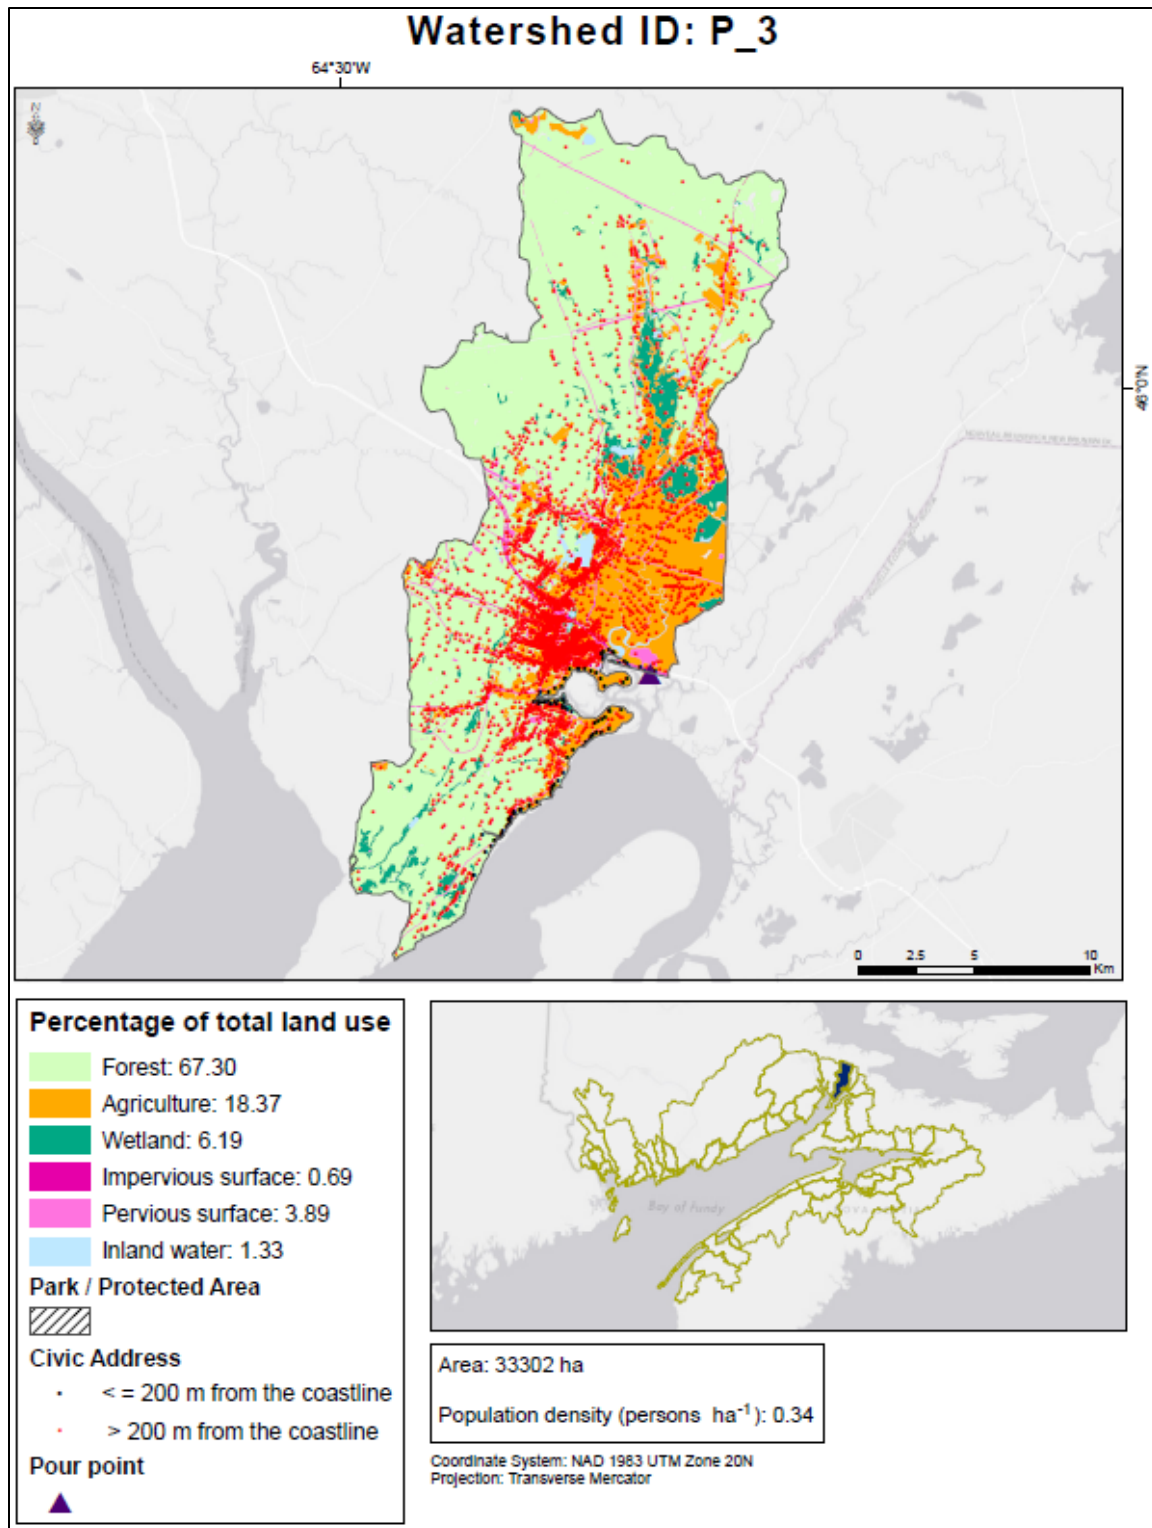 Watershed ID: P_3
64°30'W
N
46°0'N
0 2.5 5 10
Km
Percentage of total land use
Forest: 67.30
Agriculture: 18.37
Wetland: 6.19
Impervious surface: 0.69
Pervious surface: 3.89
Inland water: 1.33
Park / Protected Area
Civic Address
< = 200 m from the coastline
> 200 m from the coastline
Pour point
Bay of Fundy
Area: 33302 ha
Population density (persons ha⁻¹): 0.34
Coordinate System: NAD 1983 UTM Zone 20N
Projection: Transverse Mercator